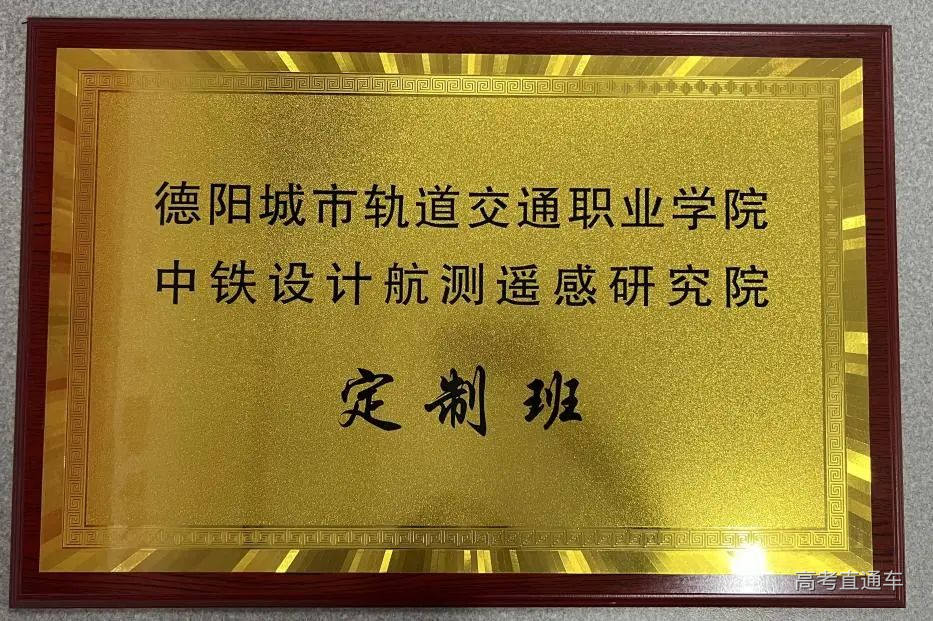 德阳城市轨道交通职业学院
中铁设计航测遥感研究院
定制班
高考直通车